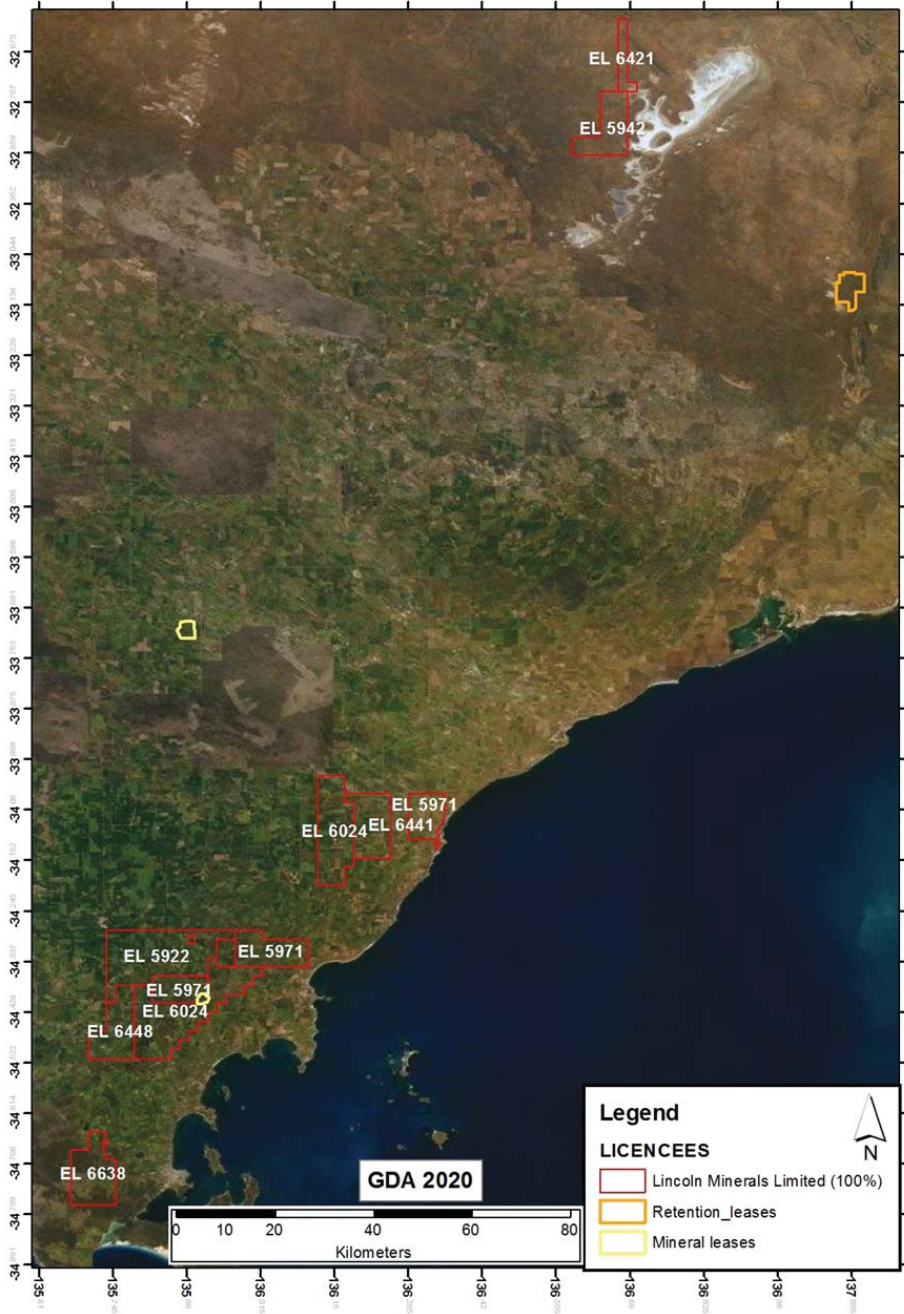 EL 6421
EL 5942
EL 5971
EL 6024
EL 6441
EL 5922
EL 5971
EL 5971
EL 6024
EL 6448
EL 6638
GDA 2020
0 10 20 40 60 80
Kilometers
Legend
N
LICENCEES
Lincoln Minerals Limited (100%)
Retention_leases
Mineral leases
32
32
32
32
33
33
33
33
33
33
33
33
33
33
33
34
34
34
34
34
34
34
34
34
34
135
135
135
136
136
136
136
136
136
136
136
137